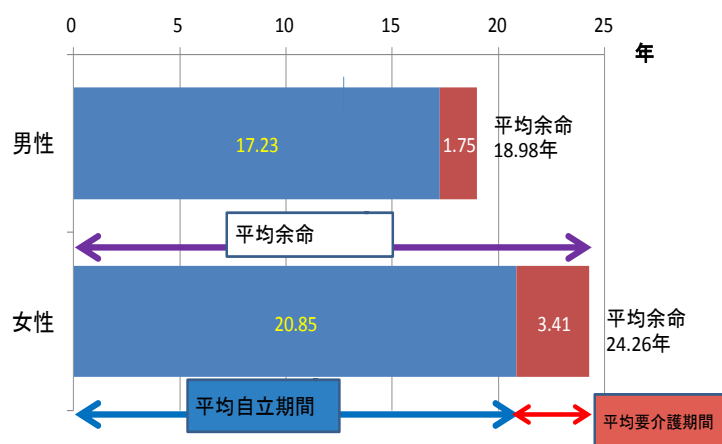 0 5 10 15 20 25
年
男性
17.23
1.75
平均余命
18.98年
平均余命
女性
20.85
3.41
平均余命
24.26年
平均自立期間
平均要介護期間